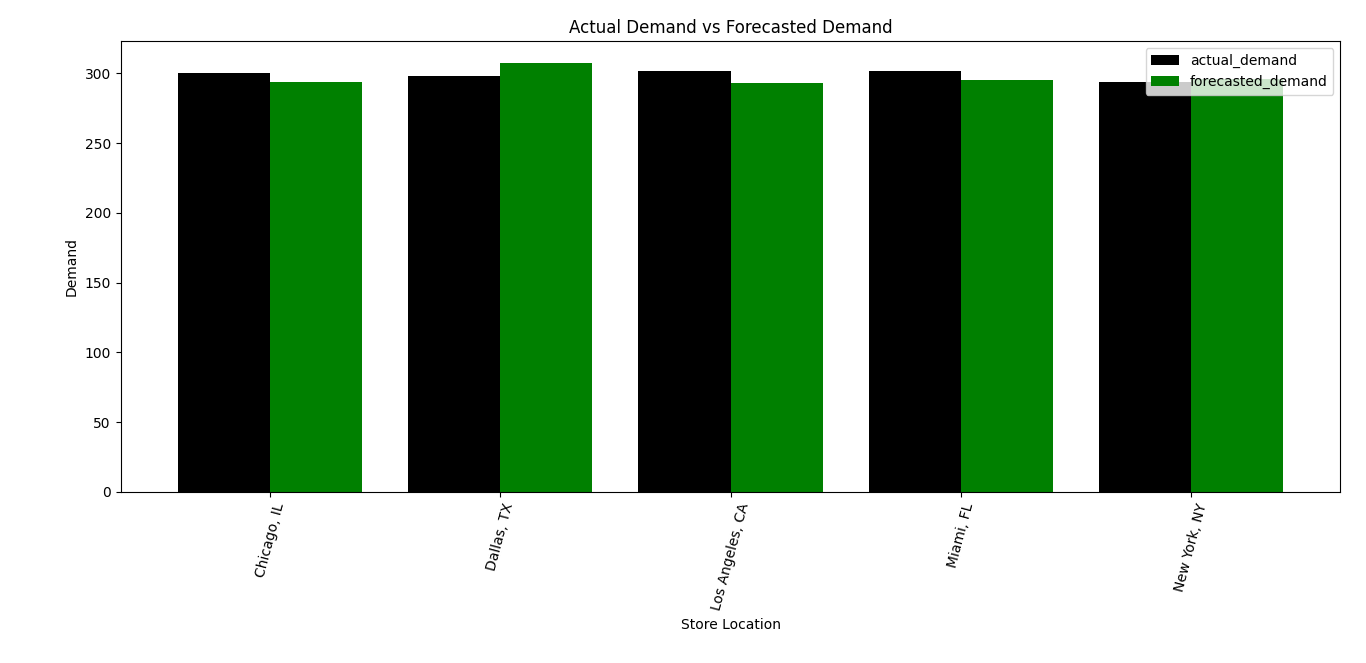 Actual Demand vs Forecasted Demand
actual_demand
forecasted_demand
300
250
200
150
100
50
0
Demand
Chicago, IL
Dallas, TX
Los Angeles, CA
Miami, FL
New York, NY
Store Location